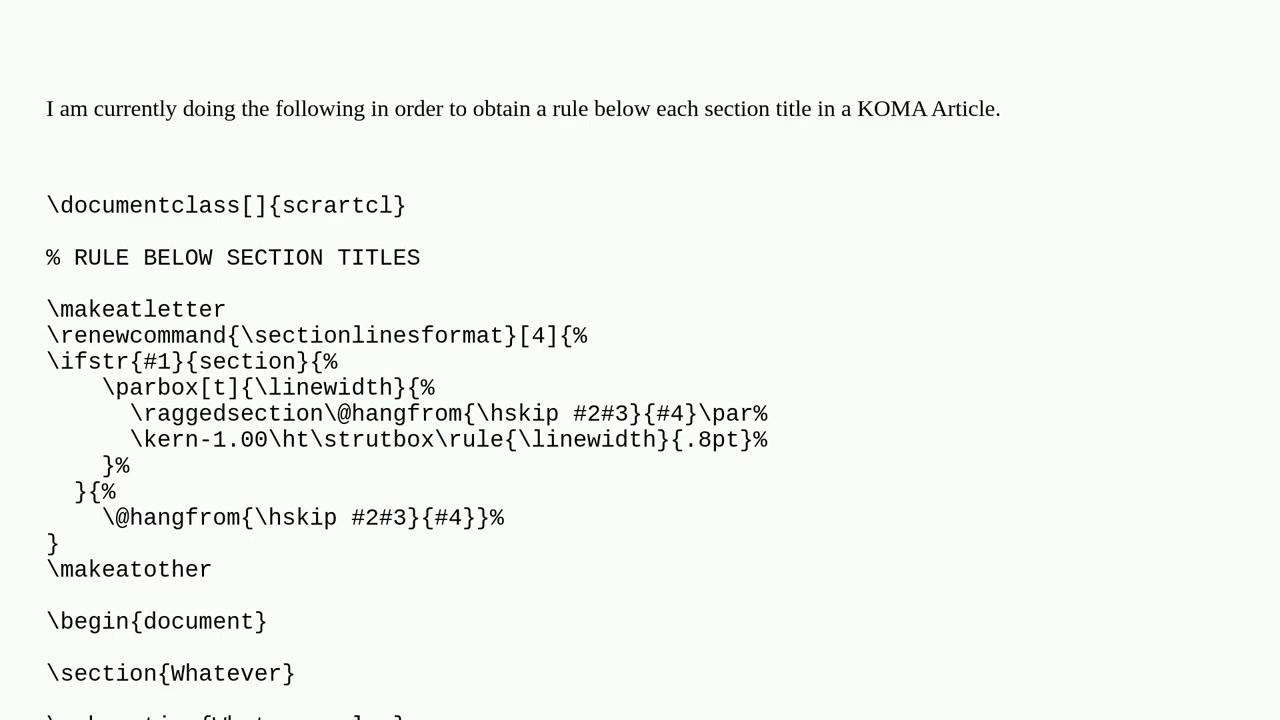 I am currently doing the following in order to obtain a rule below each section title in a KOMA Article.
\documentclass[]{scrartcl}
% RULE BELOW SECTION TITLES
\makeatletter
\renewcommand{\sectionlinesformat}[4]{%
\ifstr{#1}{section}{%
    \parbox[t]{\linewidth}{%
      \raggedsection\@hangfrom{\hskip #2#3}{#4}\par%
      \kern-1.00\ht\strutbox\rule{\linewidth}{.8pt}%
    }%
  }{%
    \@hangfrom{\hskip #2#3}{#4}}%
}
\makeatother
\begin{document}
\section{Whatever}